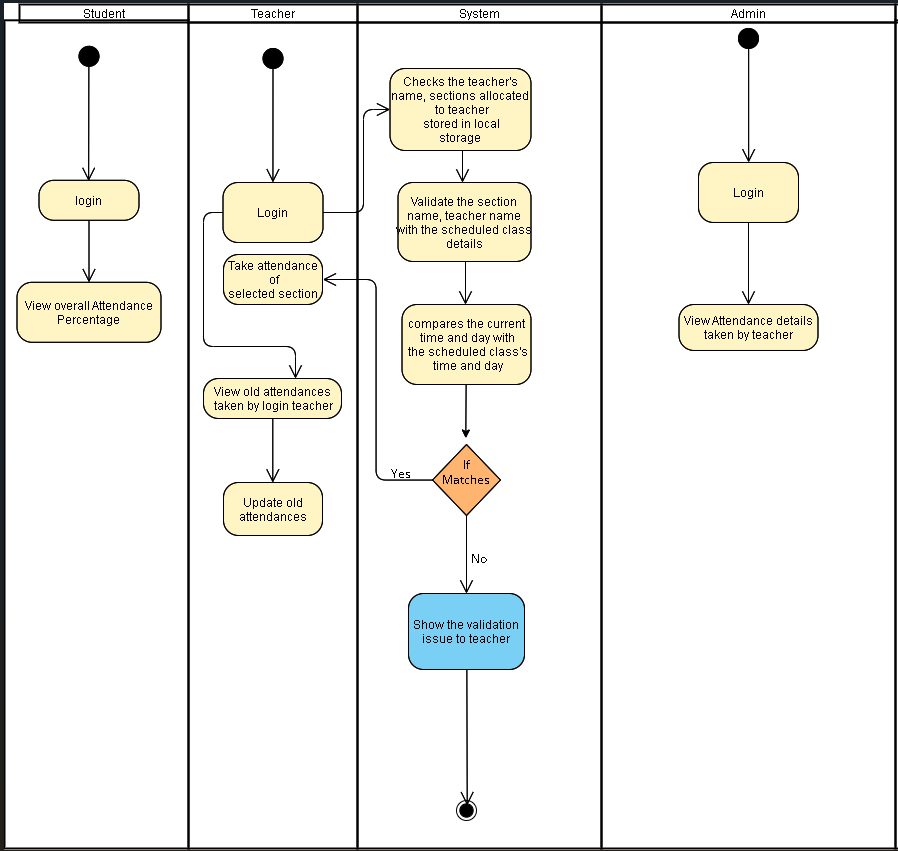 Student
Teacher
System
Admin
login
View overall Attendance
Percentage
Login
Take attendance
of
selected section
View old attendances
taken by login teacher
Update old
attendances
Checks the teacher's
name, sections allocated
to teacher
stored in local
storage
Validate the section
name, teacher name
with the scheduled class
details
compares the current
time and day with
the scheduled class's
time and day
If
Matches
Yes
No
Show the validation
issue to teacher
Login
View Attendance details
taken by teacher